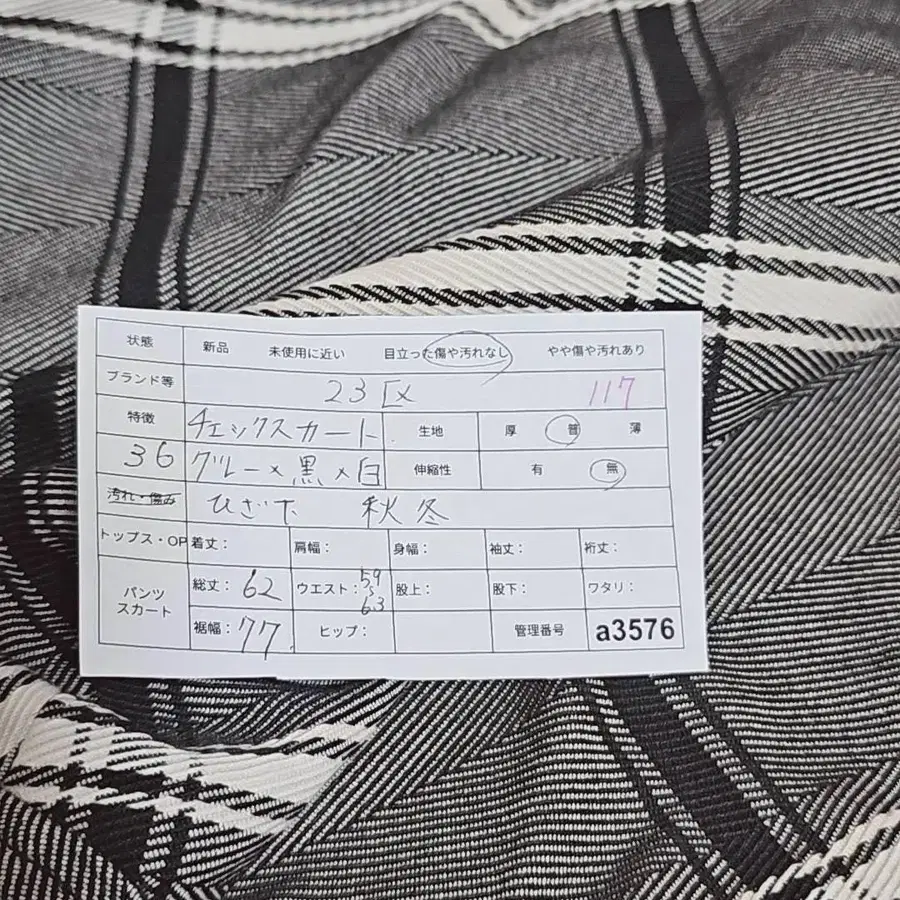 状態 新品 未使用に近い 目立った傷や汚れなし やや傷や汚れあり
ブランド等 23区 117
特徴 チェックスカート 生地 厚 普 薄
36 グレー×黒×白 伸縮性 有 無
汚れ・傷み ひざ下 秋冬
トップス・OP 着丈: 肩幅: 身幅: 袖丈: 裄丈:
パンツ スカート 総丈: 62 ウエスト: 59 s 63 股上: 股下: ワタリ:
裾幅: 77 ヒップ: 管理番号 a3576